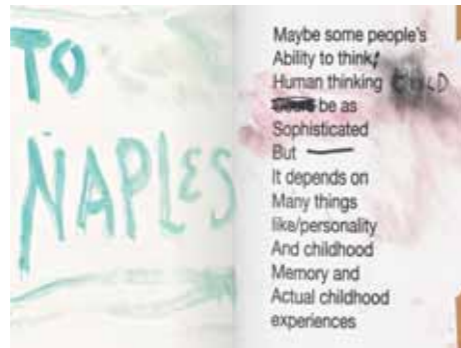 TO
NAPLES
Maybe some people's
Ability to think/
Human thinking COULD
be as
Sophisticated
But —
It depends on
Many things
like/personality
And childhood
Memory and
Actual childhood
experiences